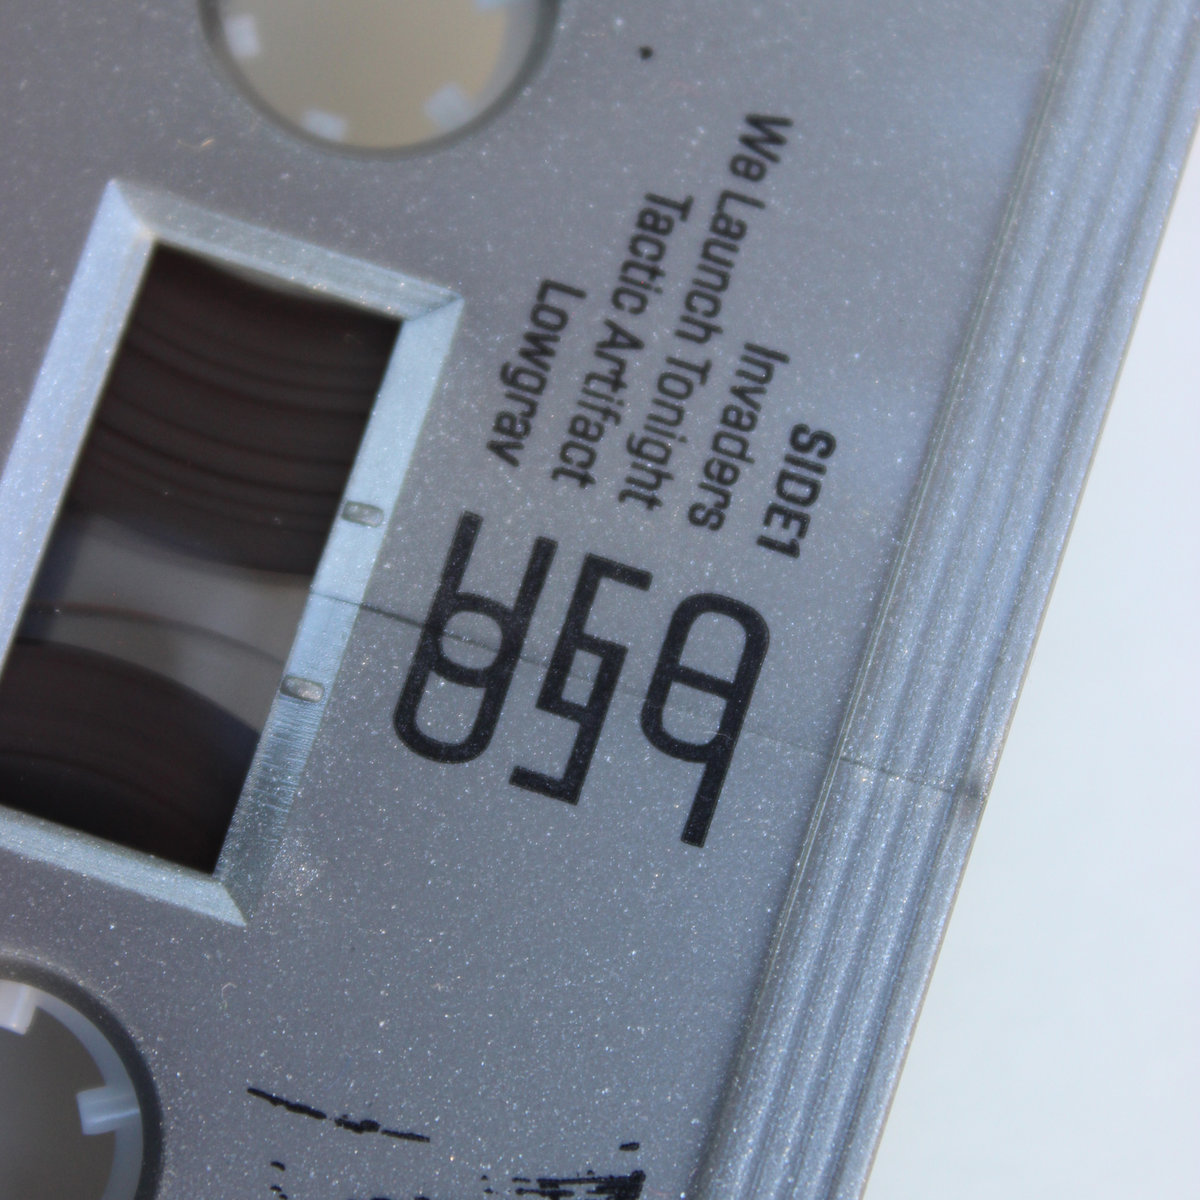 SIDE1
Invaders
We Launch Tonight
Tactic Artifact
Lowgrav